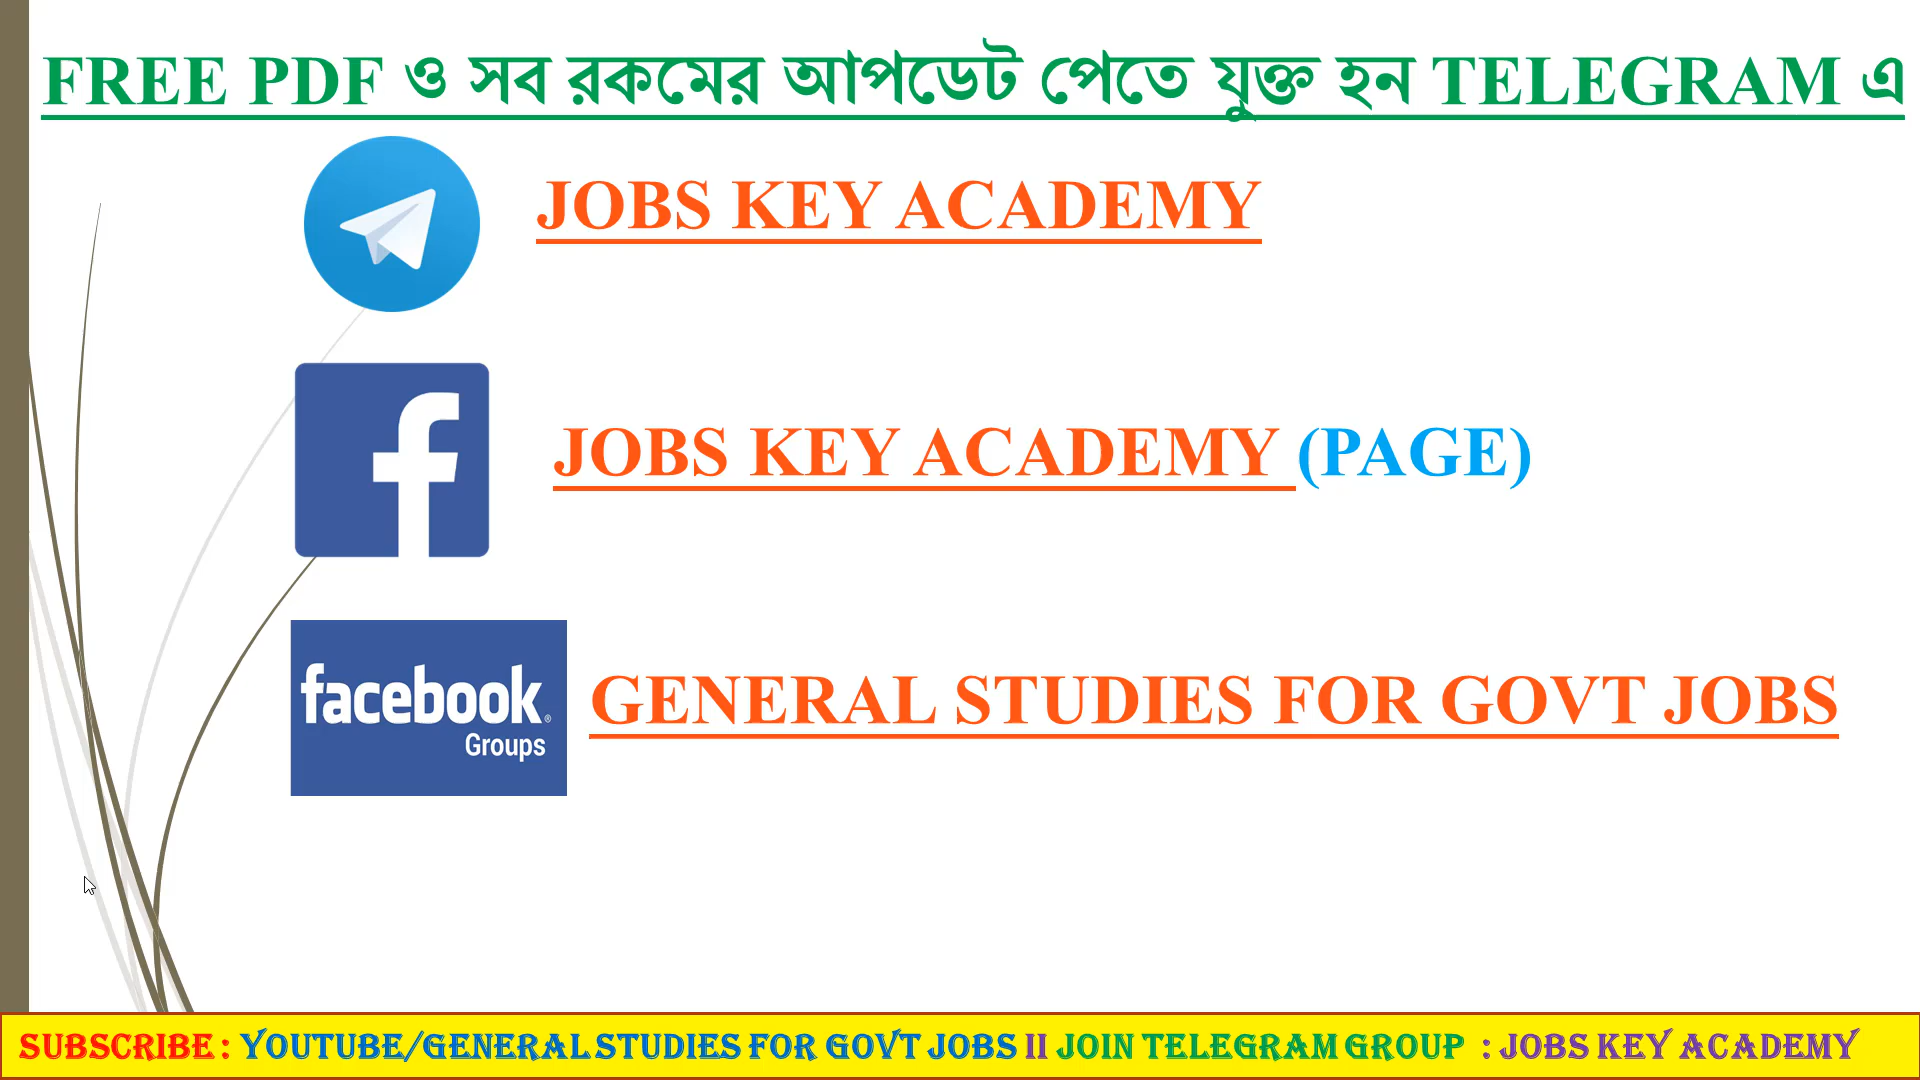 FREE PDF ও সব রকমের আপডেট পেতে যুক্ত হন TELEGRAM এ
JOBS KEY ACADEMY
JOBS KEY ACADEMY (PAGE)
facebook®
Groups
GENERAL STUDIES FOR GOVT JOBS
SUBSCRIBE : YOUTUBE/GENERAL STUDIES FOR GOVT JOBS II JOIN TELEGRAM GROUP : JOBS KEY ACADEMY